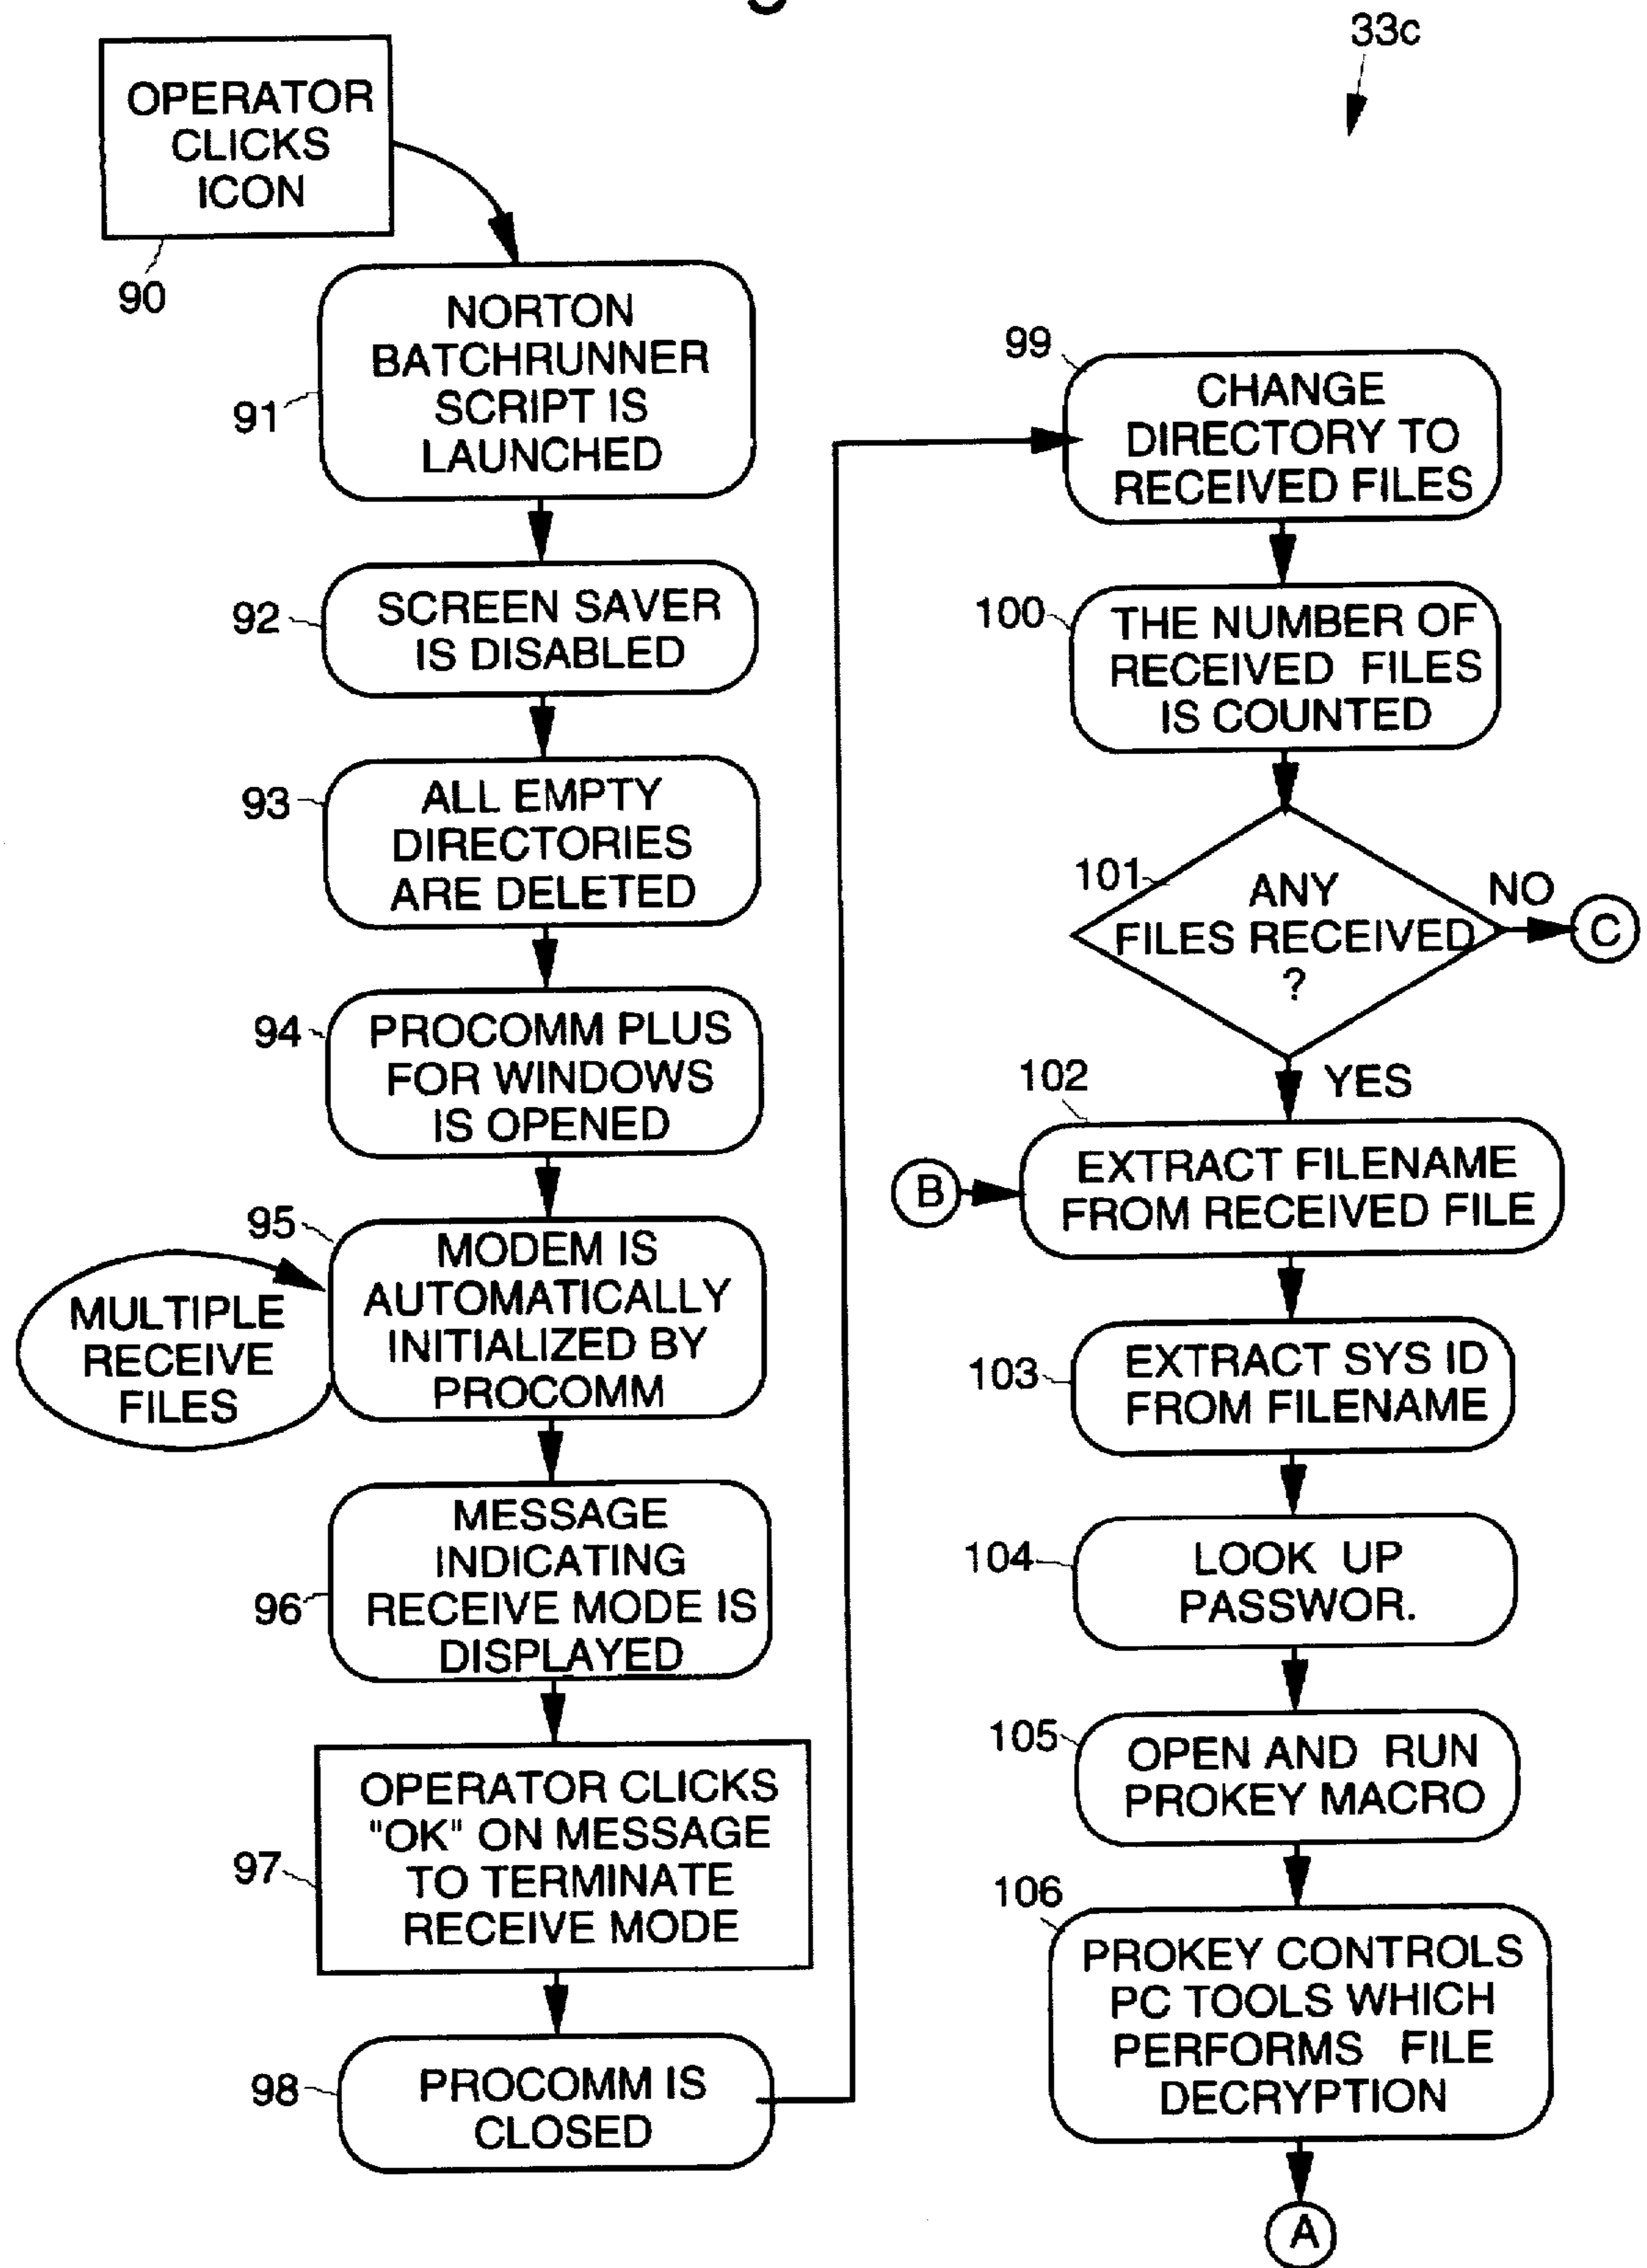 33c
OPERATOR
CLICKS
ICON
90
NORTON
BATCHRUNNER
SCRIPT IS
LAUNCHED
91
92
SCREEN SAVER
IS DISABLED
93
ALL EMPTY
DIRECTORIES
ARE DELETED
94
PROCOMM PLUS
FOR WINDOWS
IS OPENED
95
MODEM IS
AUTOMATICALLY
INITIALIZED BY
PROCOMM
MULTIPLE
RECEIVE
FILES
MESSAGE
INDICATING
RECEIVE MODE IS
DISPLAYED
96
OPERATOR CLICKS
"OK" ON MESSAGE
TO TERMINATE
RECEIVE MODE
97
98
PROCOMM IS
CLOSED
99
CHANGE
DIRECTORY TO
RECEIVED FILES
100
THE NUMBER OF
RECEIVED FILES
IS COUNTED
101
ANY
FILES RECEIVED
?
NO
C
YES
102
B
EXTRACT FILENAME
FROM RECEIVED FILE
103
EXTRACT SYS ID
FROM FILENAME
104
LOOK UP
PASSWOR.
105
OPEN AND RUN
PROKEY MACRO
106
PROKEY CONTROLS
PC TOOLS WHICH
PERFORMS FILE
DECRYPTION
A